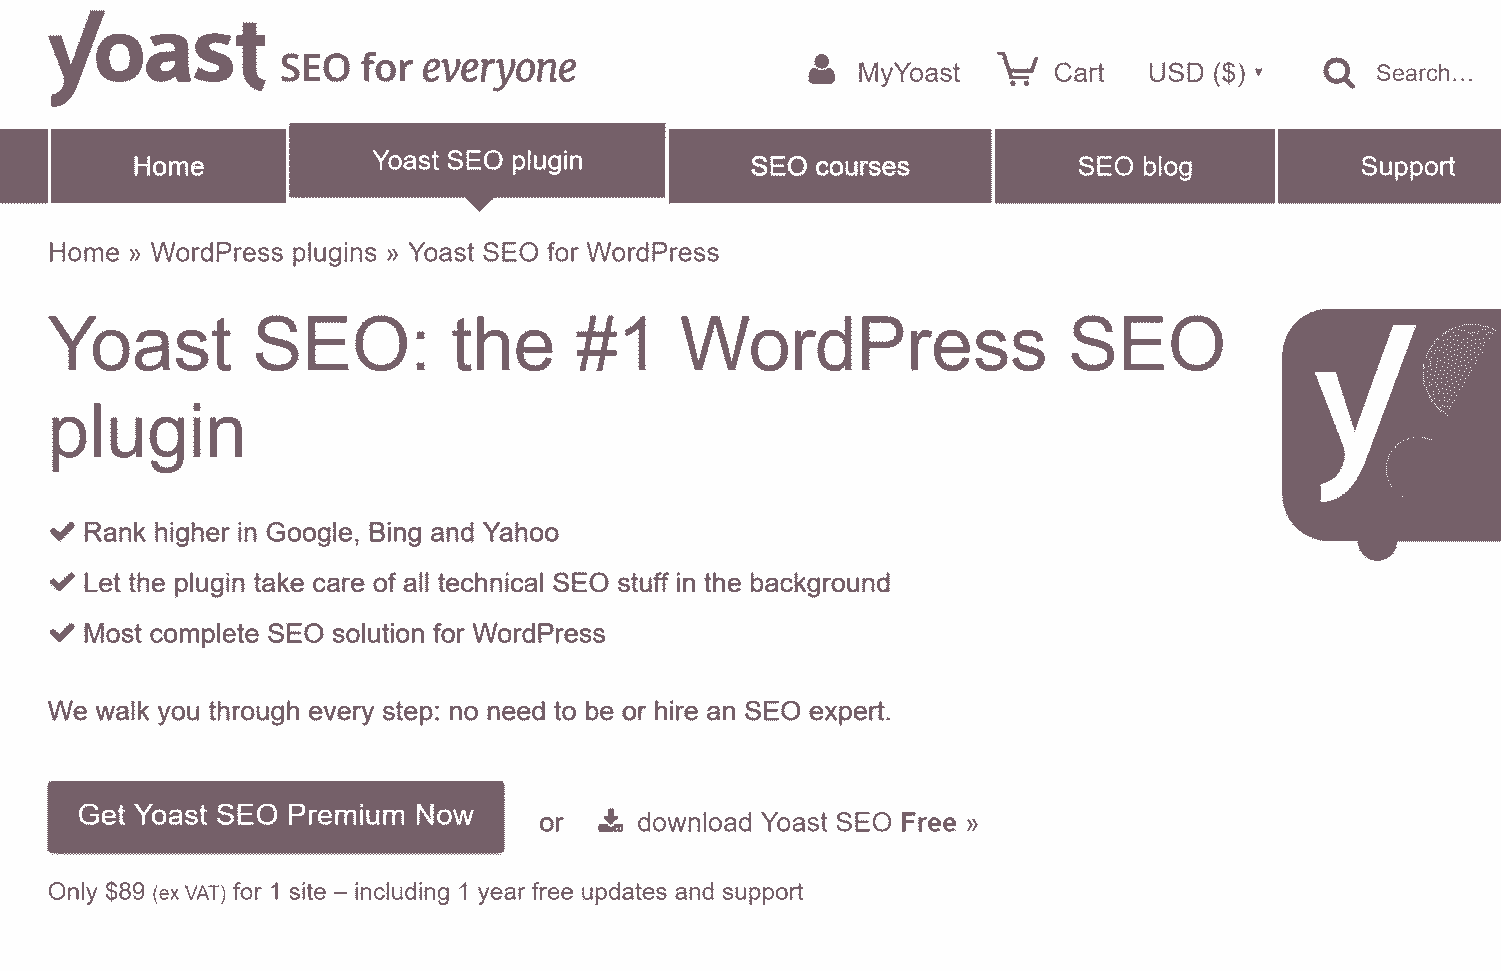 yoast SEO for everyone
MyYoast Cart USD ($) ▾ Search...
Home Yoast SEO plugin SEO courses SEO blog Support
Home » WordPress plugins » Yoast SEO for WordPress
Yoast SEO: the #1 WordPress SEO
plugin
y
✔ Rank higher in Google, Bing and Yahoo
✔ Let the plugin take care of all technical SEO stuff in the background
✔ Most complete SEO solution for WordPress
We walk you through every step: no need to be or hire an SEO expert.
Get Yoast SEO Premium Now or download Yoast SEO Free »
Only $89 (ex VAT) for 1 site – including 1 year free updates and support